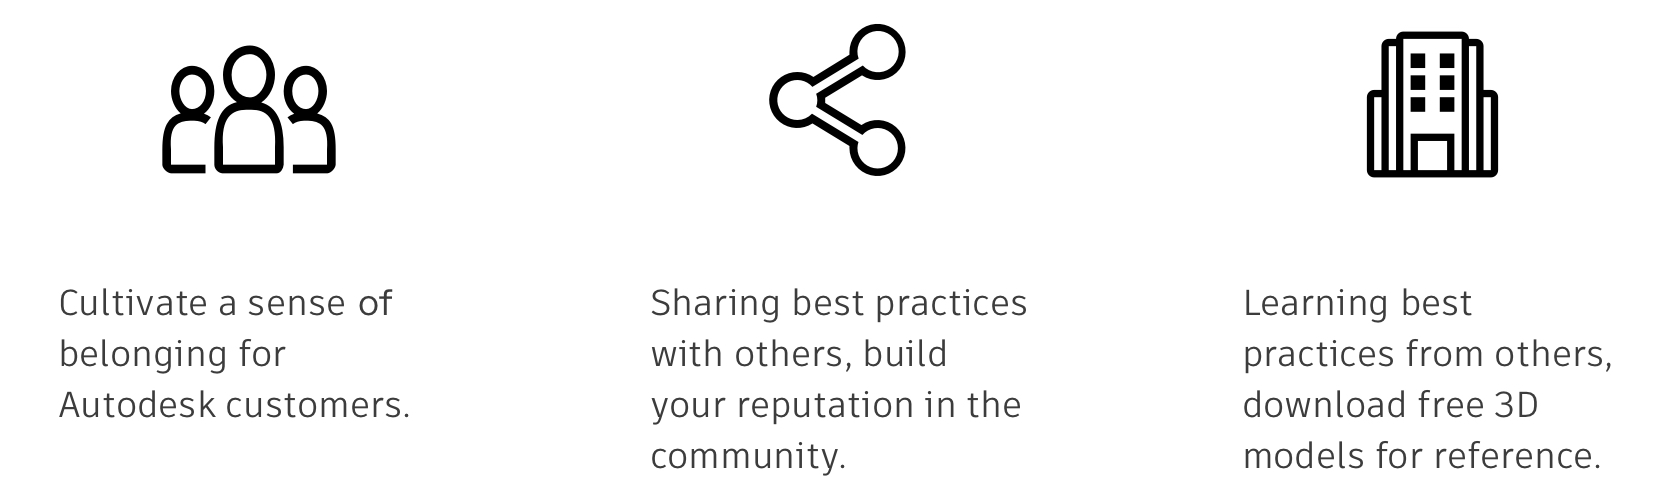 Cultivate a sense of
belonging for
Autodesk customers.
Sharing best practices
with others, build
your reputation in the
community.
Learning best
practices from others,
download free 3D
models for reference.